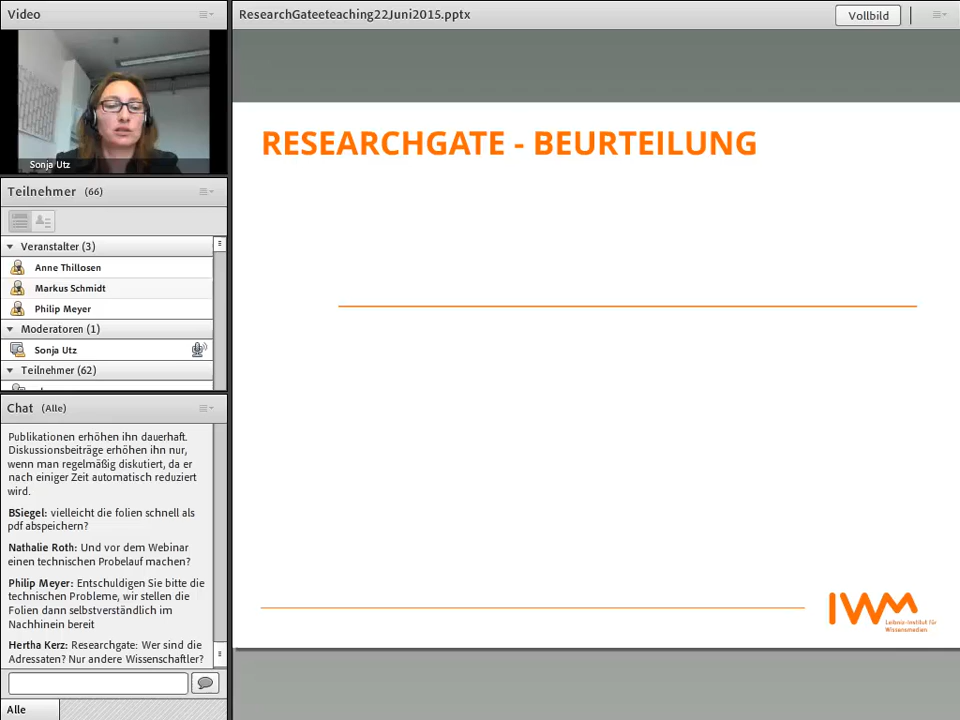 Video
Sonja Utz
Teilnehmer (66)
Veranstalter (3)
Anne Thillosen
Markus Schmidt
Philip Meyer
Moderatoren (1)
Sonja Utz
Teilnehmer (62)
Chat (Alle)
Publikationen erhöhen ihn dauerhaft.
Diskussionsbeiträge erhöhen ihn nur,
wenn man regelmäßig diskutiert, da er
nach einiger Zeit automatisch reduziert
wird.
BSiegel: vielleicht die folien schnell als
pdf abspeichern?
Nathalie Roth: Und vor dem Webinar
einen technischen Probelauf machen?
Philip Meyer: Entschuldigen Sie bitte die
technischen Probleme, wir stellen die
Folien dann selbstverständlich im
Nachhinein bereit
Hertha Kerz: Researchgate: Wer sind die
Adressaten? Nur andere Wissenschaftler?
Alle
ResearchGateeteaching22Juni2015.pptx
Vollbild
RESEARCHGATE - BEURTEILUNG
IWM
Leibniz-Institut für
Wissensmedien